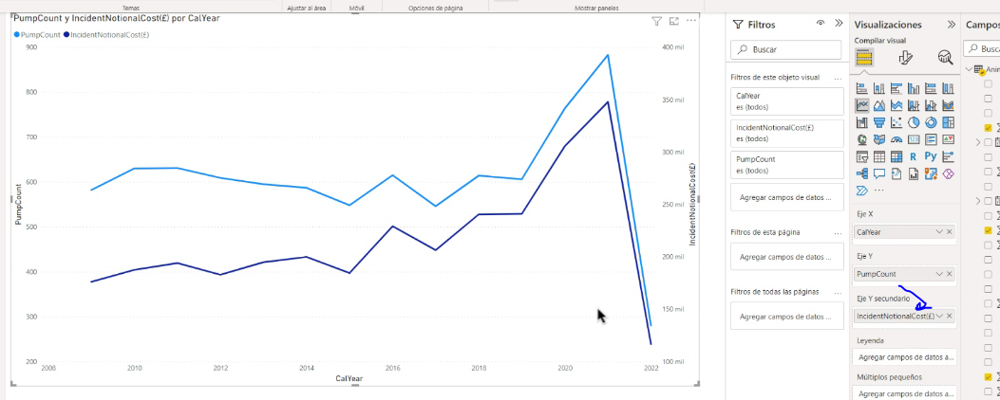 Temas
Ajustar al área
Móvil
Opciones de página
Mostrar paneles
PumpCount y IncidentNotionalCost(£) por CalYear
PumpCount IncidentNotionalCost(£)
900
800
700
600
500
400
300
200
PumpCount
400 mil
350 mil
300 mil
250 mil
200 mil
150 mil
100 mil
IncidentNotionalCost(£)
2008 2010 2012 2014 2016 2018 2020 2022
CalYear
Filtros
Buscar
Filtros de este objeto visual ...
CalYear
es (todos)
IncidentNotionalCost(£)
es (todos)
PumpCount
es (todos)
Agregar campos de datos ...
Filtros de esta página ...
Agregar campos de datos ...
Filtros de todas las páginas ...
Agregar campos de datos ...
Visualizaciones
Compilar visual
R Py
...
Eje X
CalYear
Eje Y
PumpCount
Eje Y secundario
IncidentNotionalCost(£)
Leyenda
Agregar campos de datos a...
Múltiplos pequeños
Agregar campos de datos a...
Campos